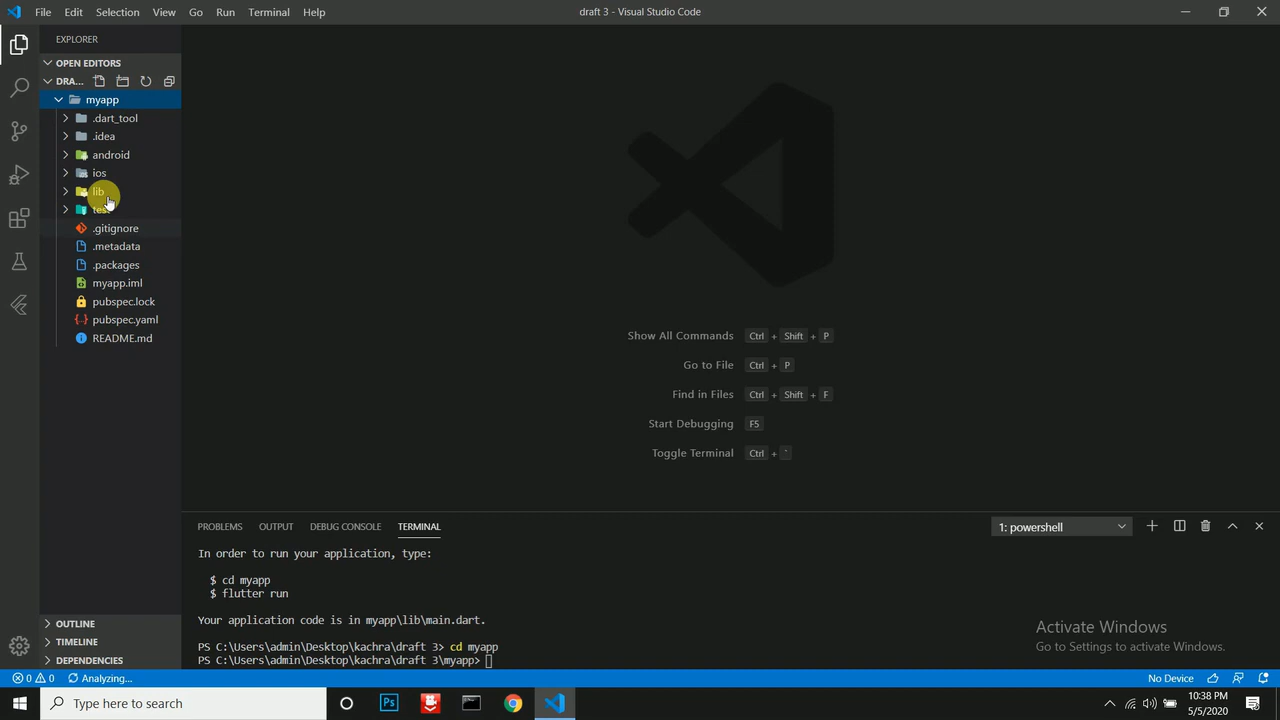 File Edit Selection View Go Run Terminal Help
draft 3 - Visual Studio Code
EXPLORER
OPEN EDITORS
DRA...
myapp
.dart_tool
.idea
android
ios
lib
test
.gitignore
.metadata
.packages
myapp.iml
pubspec.lock
pubspec.yaml
README.md
OUTLINE
TIMELINE
DEPENDENCIES
Show All Commands Ctrl + Shift + P
Go to File Ctrl + P
Find in Files Ctrl + Shift + F
Start Debugging F5
Toggle Terminal Ctrl + `
PROBLEMS OUTPUT DEBUG CONSOLE TERMINAL
1: powershell
In order to run your application, type:
$ cd myapp
$ flutter run
Your application code is in myapp\lib\main.dart.
PS C:\Users\admin\Desktop\kachra\draft 3> cd myapp
PS C:\Users\admin\Desktop\kachra\draft 3\myapp>
Activate Windows
Go to Settings to activate Windows.
0 0 Analyzing...
No Device
Type here to search
Ps
10:38 PM
5/5/2020